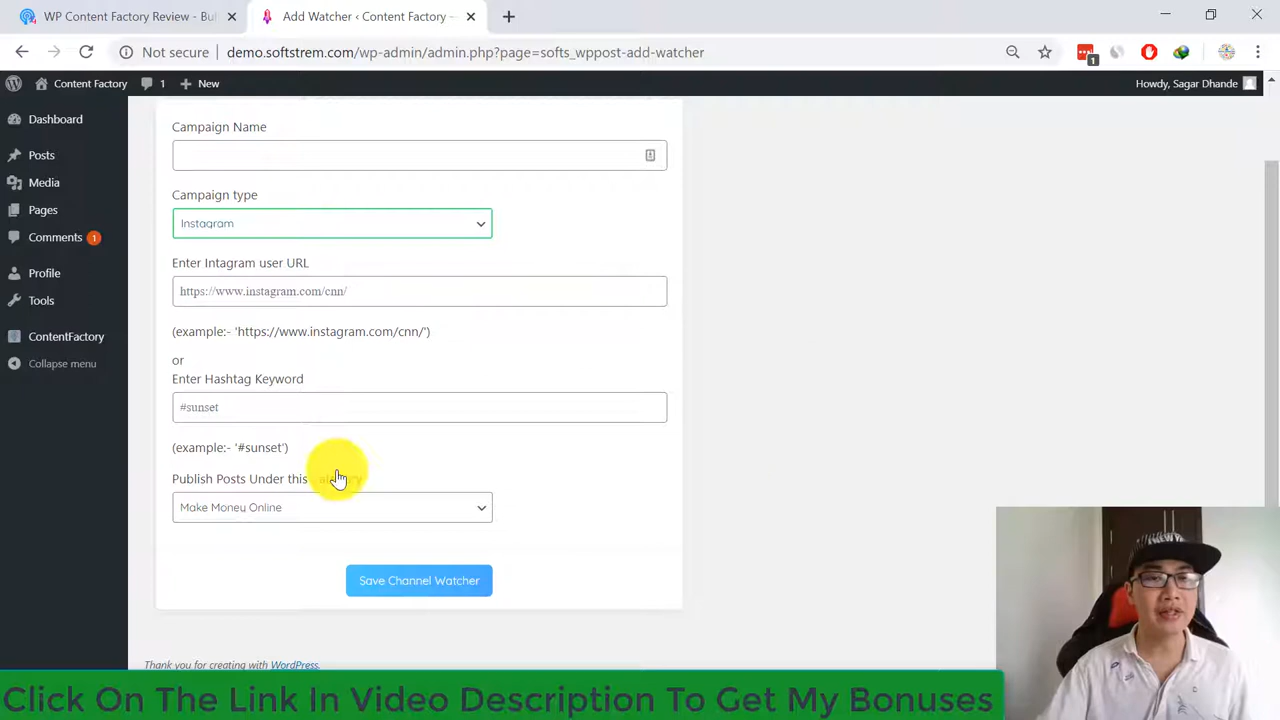 WP Content Factory Review - Bu
Add Watcher ‹ Content Factory —
Not secure
demo.softstrem.com/wp-admin/admin.php?page=softs_wppost-add-watcher
1
Content Factory
1
New
Howdy, Sagar Dhande
Dashboard
Posts
Media
Pages
Comments 1
Profile
Tools
ContentFactory
Collapse menu
Campaign Name
Campaign type
Instagram
Enter Intagram user URL
https://www.instagram.com/cnn/
(example:- 'https://www.instagram.com/cnn/')
or
Enter Hashtag Keyword
#sunset
(example:- '#sunset')
Publish Posts Under this category
Make Money Online
Save Channel Watcher
Thank you for creating with WordPress.
Click On The Link In Video Description To Get My Bonuses